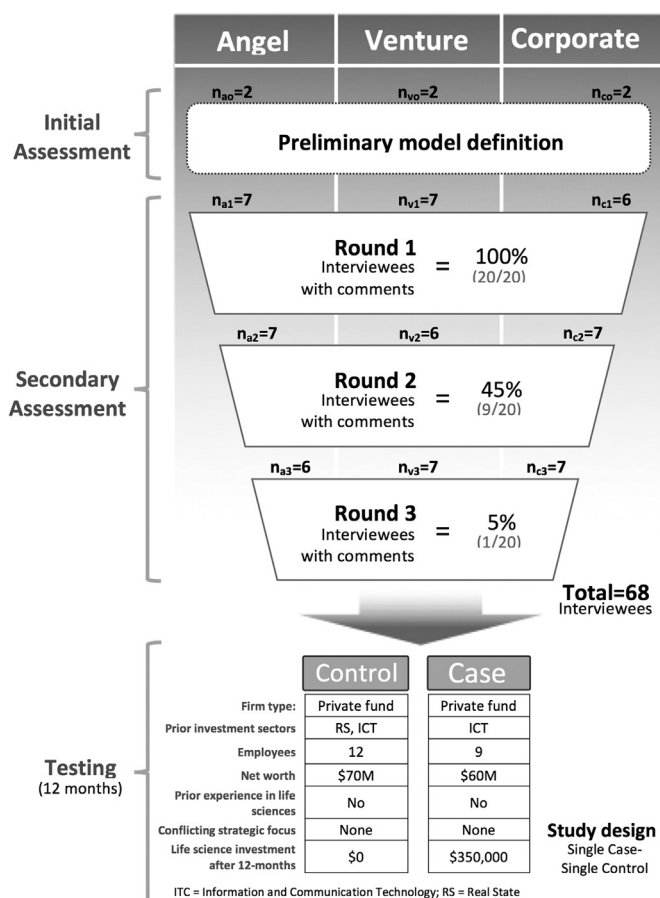 Angel Venture Corporate
nao=2 nvo=2 nco=2
Initial
Assessment
Preliminary model definition
na1=7 nv1=7 nc1=6
Round 1
Interviewees
with comments
= 100%
(20/20)
na2=7 nv2=6 nc2=7
Secondary
Assessment
Round 2
Interviewees
with comments
= 45%
(9/20)
na3=6 nv3=7 nc3=7
Round 3
Interviewees
with comments
= 5%
(1/20)
Total=68
Interviewees
Testing
(12 months)
Control Case
Firm type: Private fund Private fund
Prior investment sectors RS, ICT ICT
Employees 12 9
Net worth $70M $60M
Prior experience in life
sciences No No
Conflicting strategic focus None None
Life science investment
after 12-months $0 $350,000
Study design
Single Case-
Single Control
ITC = Information and Communication Technology; RS = Real State